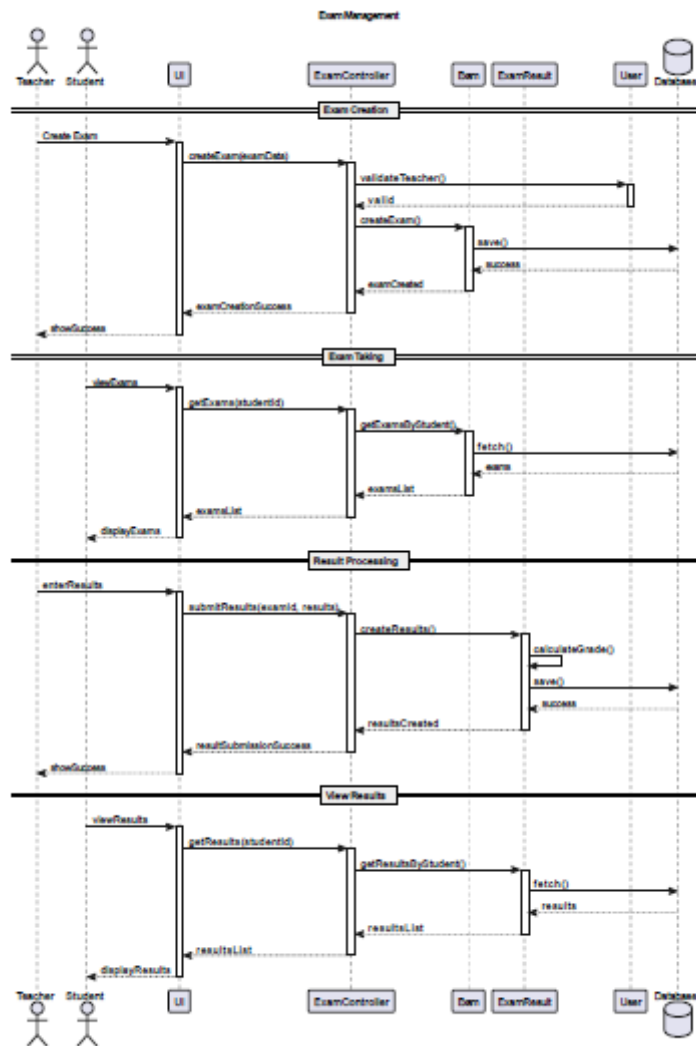 Exam Management
Teacher Student UI ExamController Exam ExamResult User Database
Exam Creation
Create Exam
createExam(examData)
validateTeacher()
valid
createExam()
save()
success
examCreated
examCreationSuccess
showSuccess
Exam Taking
viewExams
getExams(studentId)
getExamsByStudent()
fetch()
exams
examsList
examsList
displayExams
Result Processing
enterResults
submitResults(examId, results)
createResults()
calculateGrade()
save()
success
resultsCreated
resultSubmissionSuccess
showSuccess
View Results
viewResults
getResults(studentId)
getResultsByStudent()
fetch()
results
resultsList
resultsList
displayResults
Teacher Student UI ExamController Exam ExamResult User Database